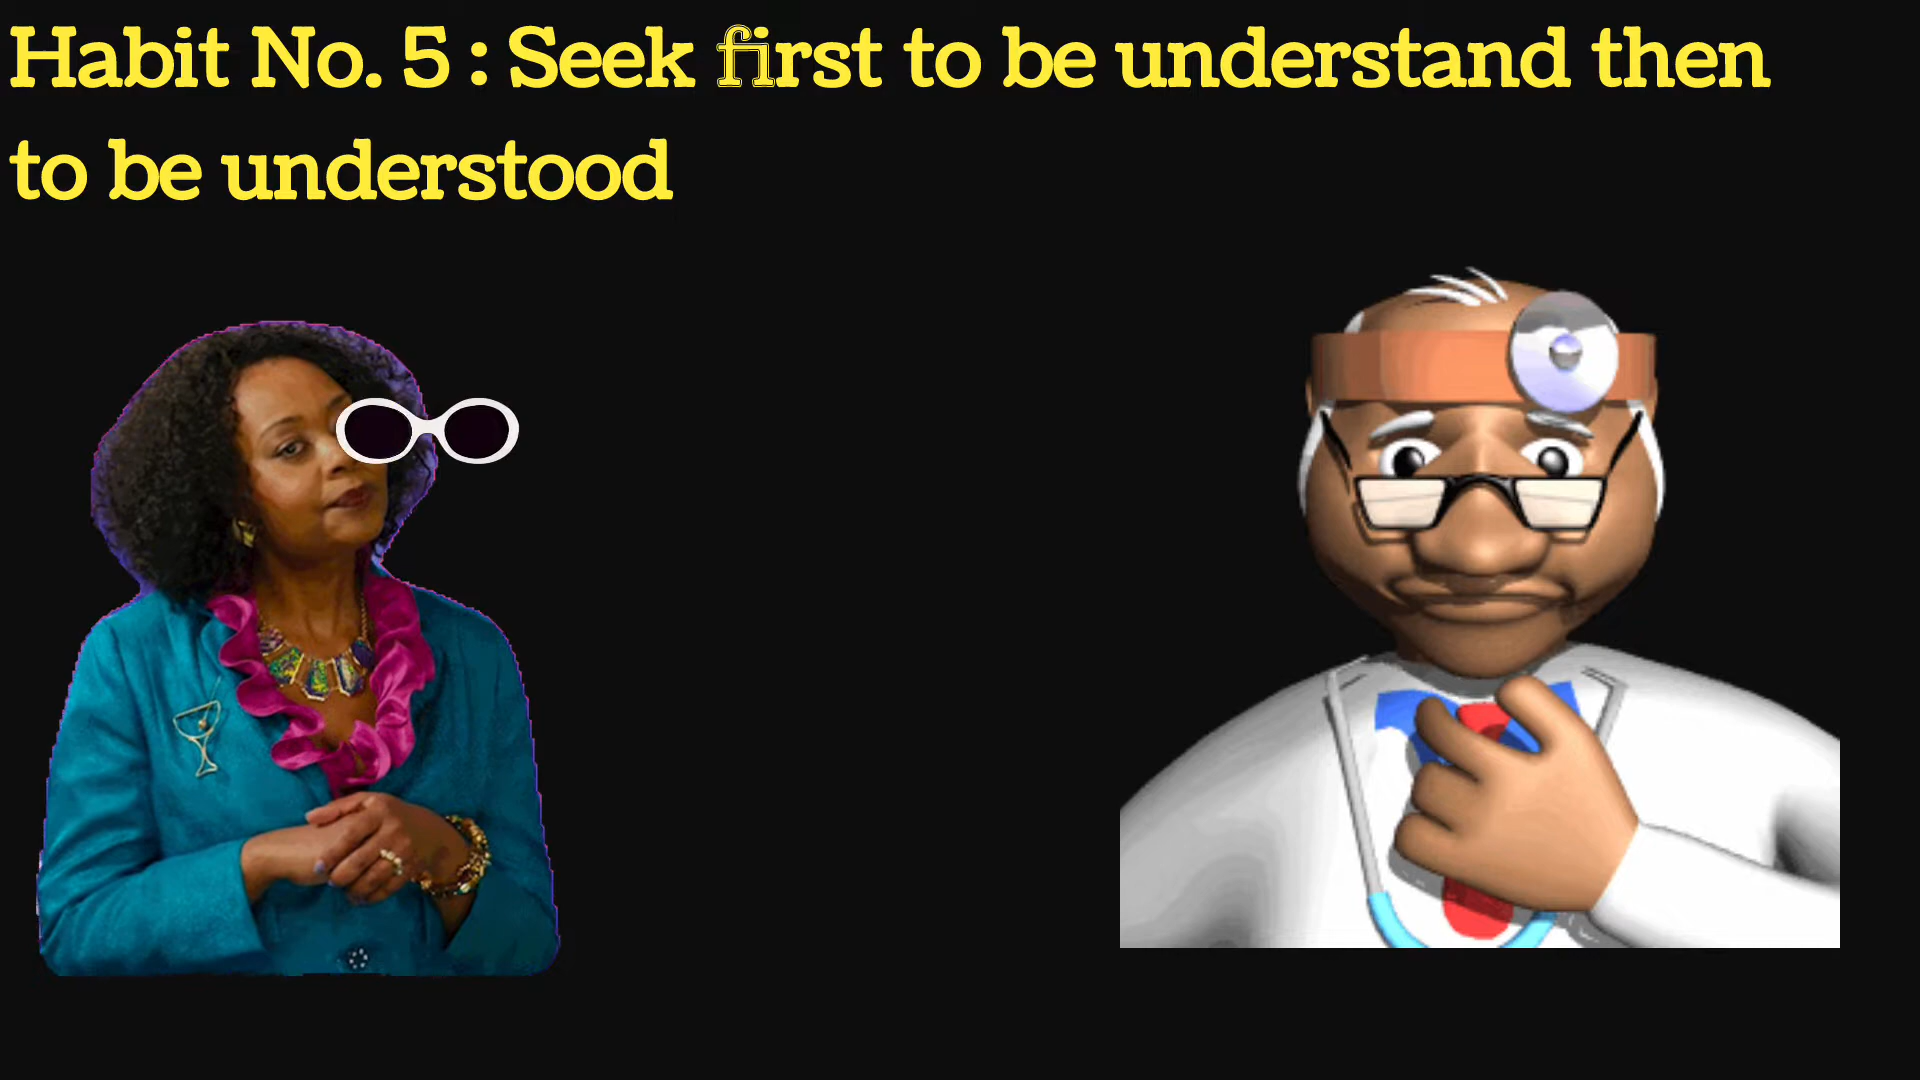 Habit No. 5 : Seek first to be understand then
to be understood